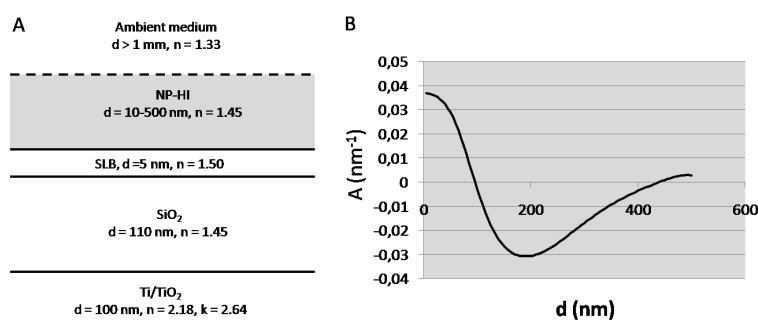 A
Ambient medium
d > 1 mm, n = 1.33
NP-HI
d = 10-500 nm, n = 1.45
SLB, d =5 nm, n = 1.50
SiO₂
d = 110 nm, n = 1.45
Ti/TiO₂
d = 100 nm, n = 2.18, k = 2.64
B
A (nm⁻¹)
0,05
0,04
0,03
0,02
0,01
0
-0,01
-0,02
-0,03
-0,04
0
200
400
600
d (nm)